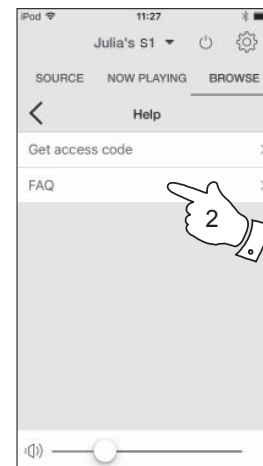 iPod 11:27
Julia's S1
SOURCE NOW PLAYING BROWSE
Help
Get access code
FAQ
2